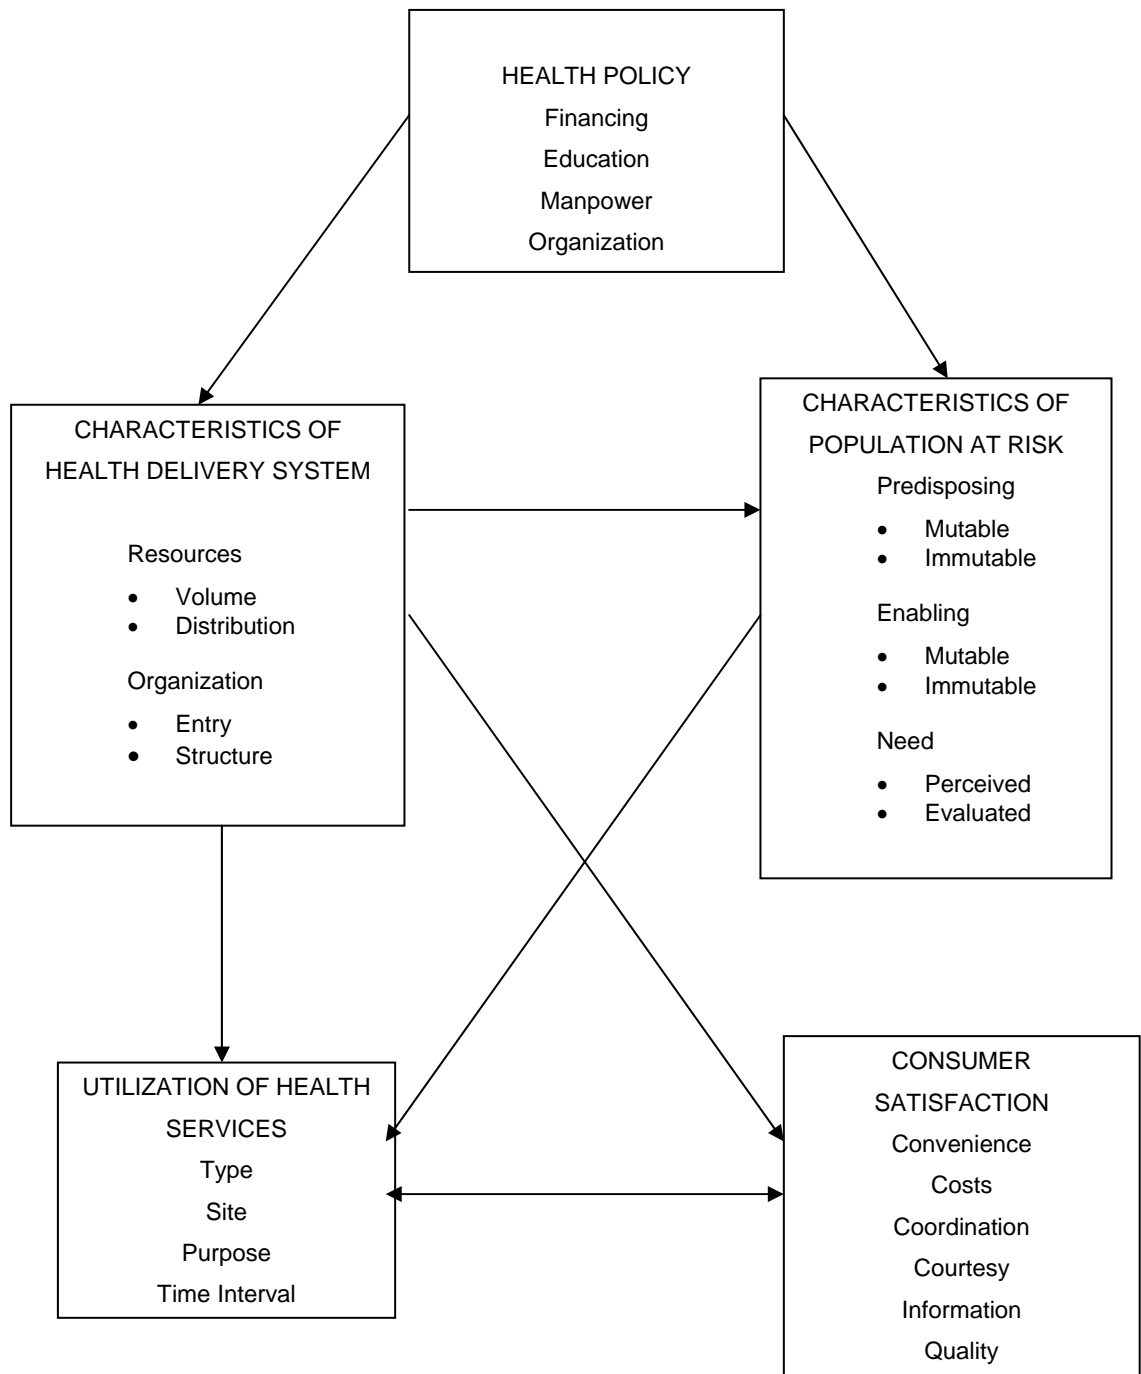 HEALTH POLICY
Financing
Education
Manpower
Organization
CHARACTERISTICS OF
HEALTH DELIVERY SYSTEM
Resources
• Volume
• Distribution
Organization
• Entry
• Structure
CHARACTERISTICS OF
POPULATION AT RISK
Predisposing
• Mutable
• Immutable
Enabling
• Mutable
• Immutable
Need
• Perceived
• Evaluated
UTILIZATION OF HEALTH
SERVICES
Type
Site
Purpose
Time Interval
CONSUMER
SATISFACTION
Convenience
Costs
Coordination
Courtesy
Information
Quality